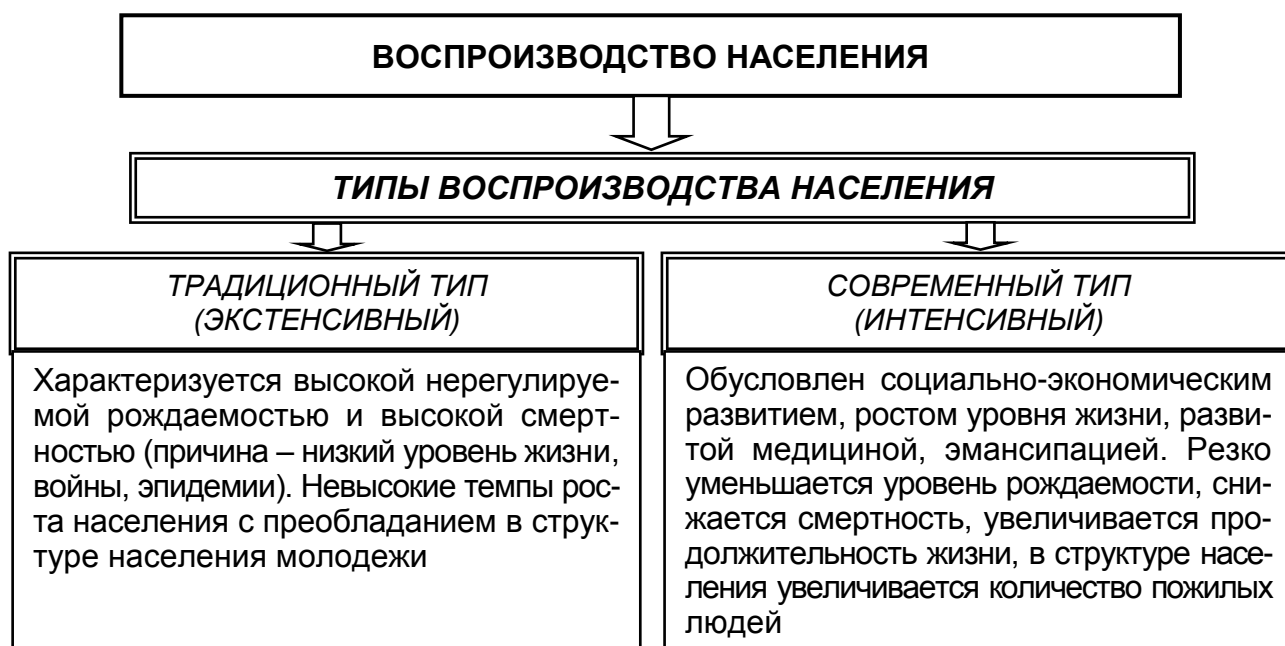 ВОСПРОИЗВОДСТВО НАСЕЛЕНИЯ
ТИПЫ ВОСПРОИЗВОДСТВА НАСЕЛЕНИЯ
ТРАДИЦИОННЫЙ ТИП
(ЭКСТЕНСИВНЫЙ)
Характеризуется высокой нерегулируе-
мой рождаемостью и высокой смерт-
ностью (причина – низкий уровень жизни,
войны, эпидемии). Невысокие темпы рос-
та населения с преобладанием в струк-
туре населения молодежи
СОВРЕМЕННЫЙ ТИП
(ИНТЕНСИВНЫЙ)
Обусловлен социально-экономическим
развитием, ростом уровня жизни, разви-
той медициной, эмансипацией. Резко
уменьшается уровень рождаемости, сни-
жается смертность, увеличивается про-
должительность жизни, в структуре насе-
ления увеличивается количество пожилых
людей